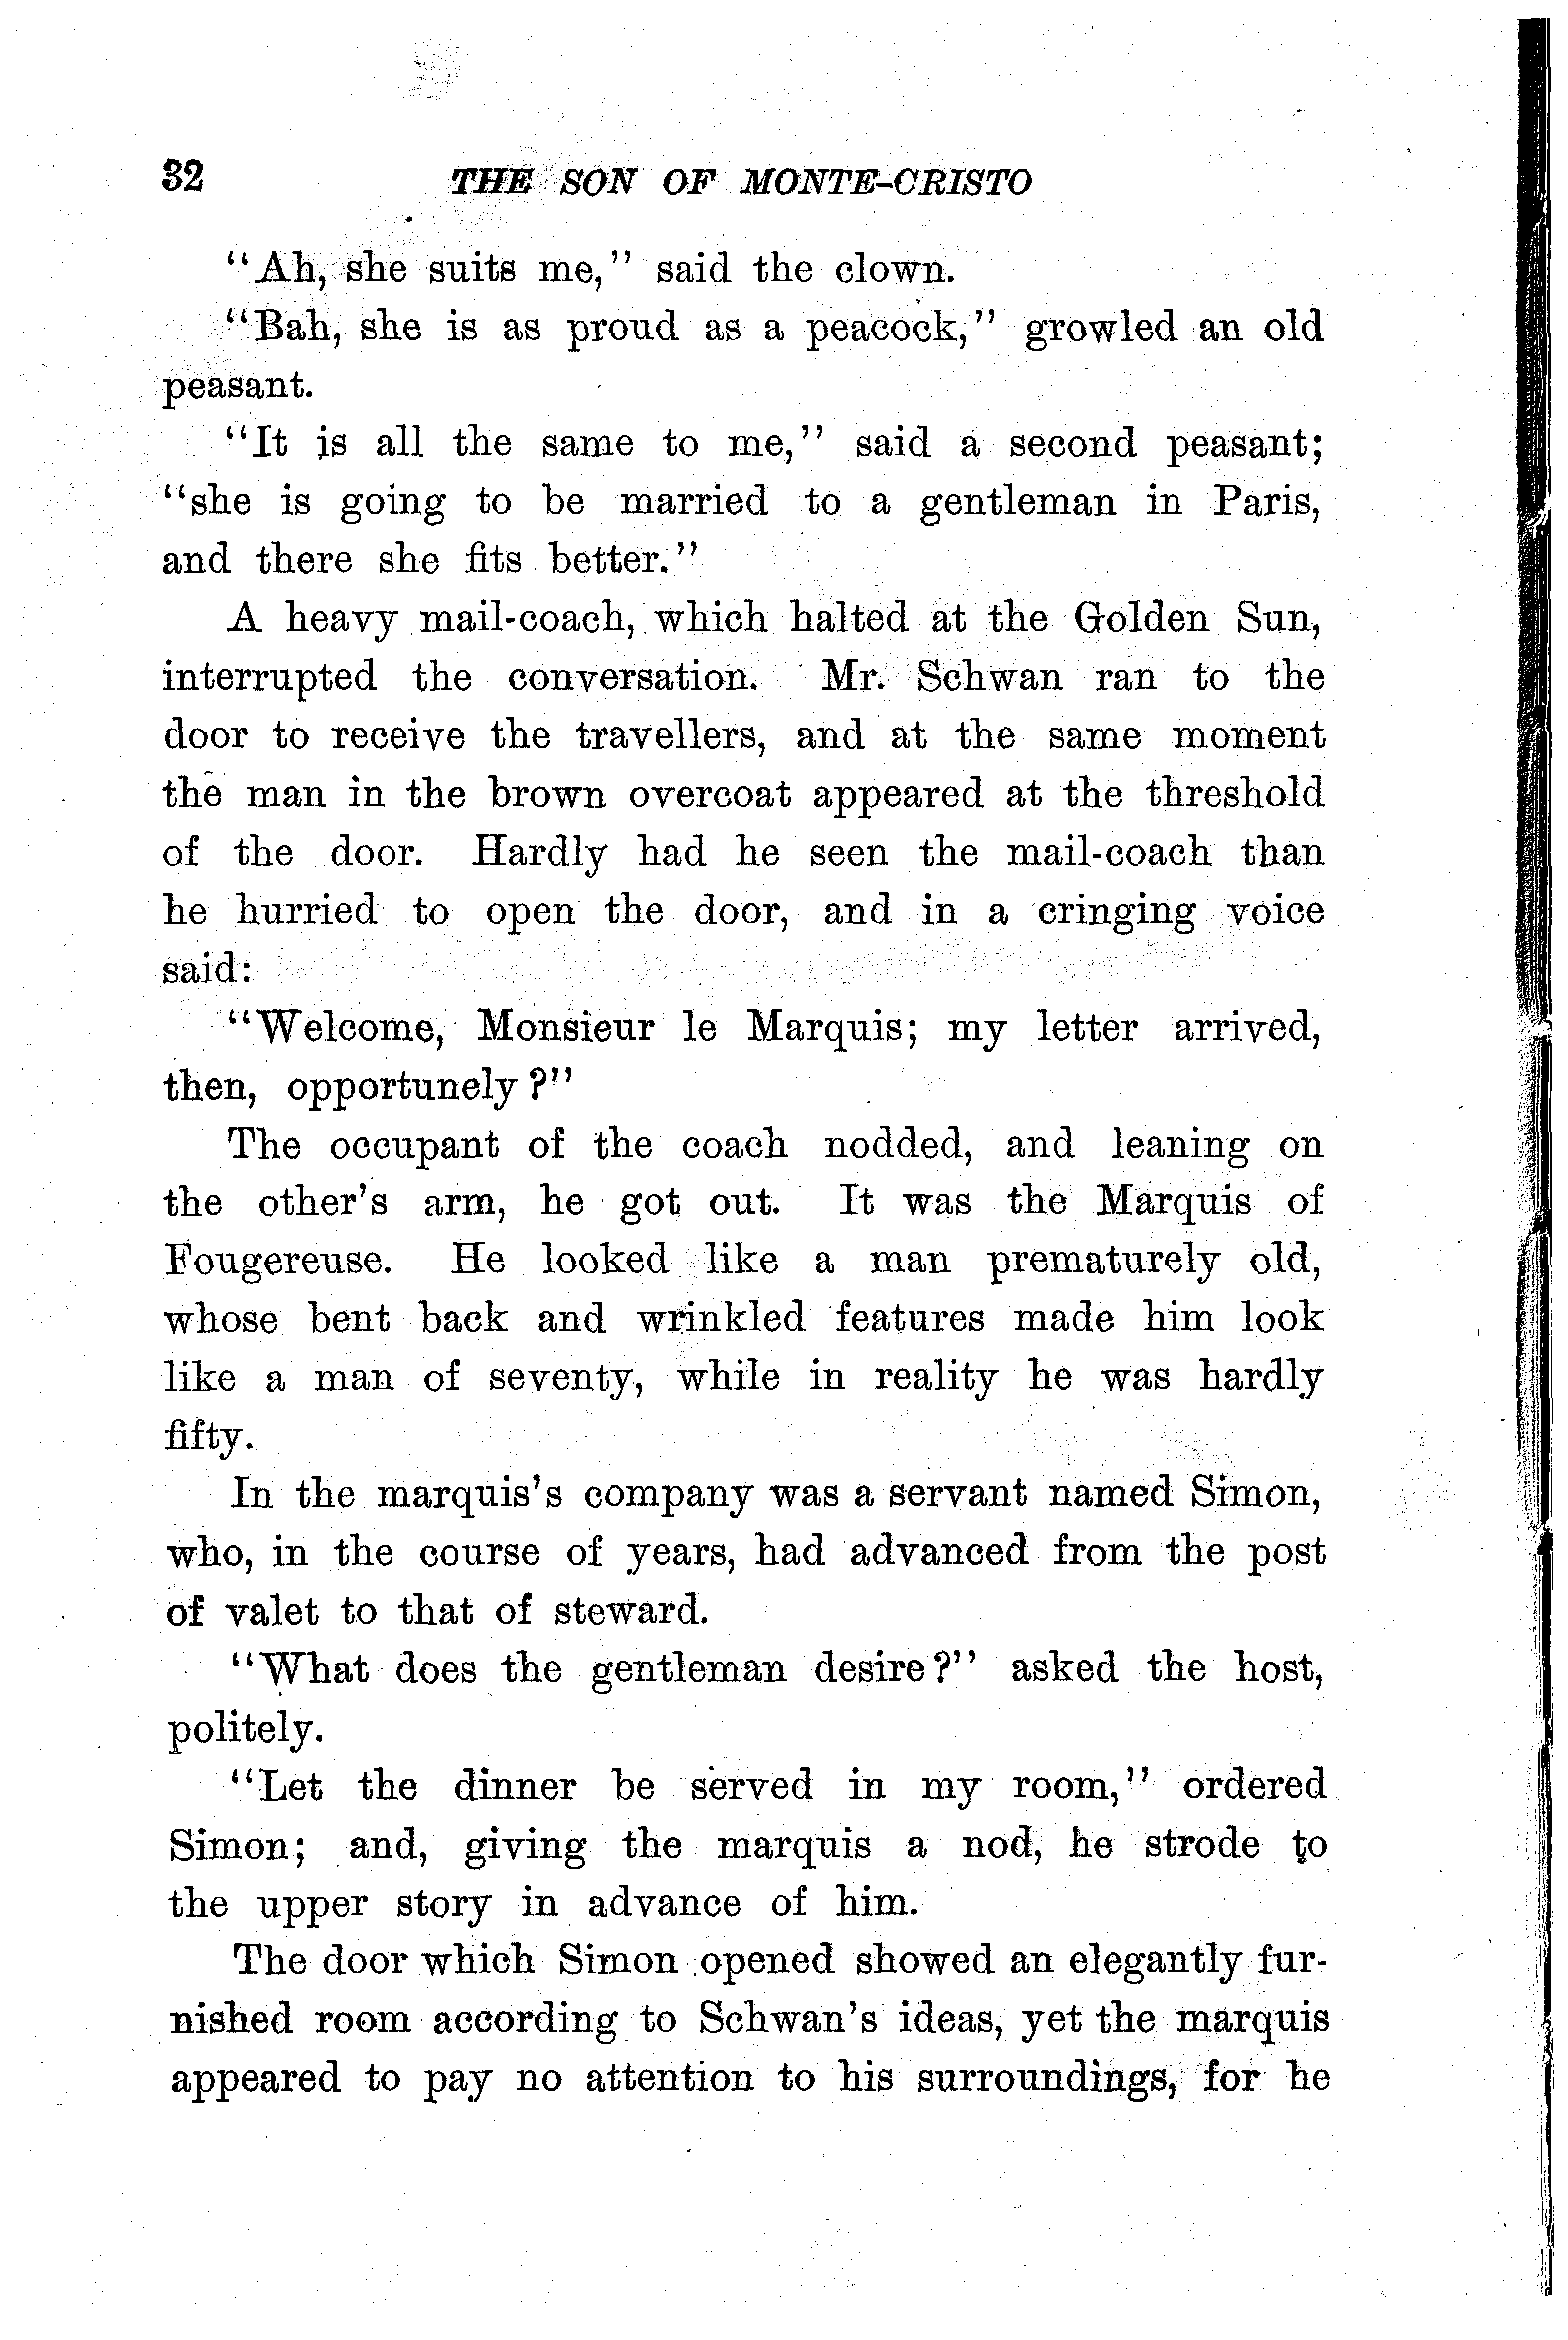 32 THE SON OF MONTE-CRISTO
"Ah, she suits me," said the clown.
"Bah, she is as proud as a peacock," growled an old
peasant.
"It is all the same to me," said a second peasant;
"she is going to be married to a gentleman in Paris,
and there she fits better."
A heavy mail-coach, which halted at the Golden Sun,
interrupted the conversation. Mr. Schwan ran to the
door to receive the travellers, and at the same moment
the man in the brown overcoat appeared at the threshold
of the door. Hardly had he seen the mail-coach than
he hurried to open the door, and in a cringing voice
said:
"Welcome, Monsieur le Marquis; my letter arrived,
then, opportunely?"
The occupant of the coach nodded, and leaning on
the other's arm, he got out. It was the Marquis of
Fougereuse. He looked like a man prematurely old,
whose bent back and wrinkled features made him look
like a man of seventy, while in reality he was hardly
fifty.
In the marquis's company was a servant named Simon,
who, in the course of years, had advanced from the post
of valet to that of steward.
"What does the gentleman desire?" asked the host,
politely.
"Let the dinner be served in my room," ordered
Simon; and, giving the marquis a nod, he strode to
the upper story in advance of him.
The door which Simon opened showed an elegantly fur-
nished room according to Schwan's ideas, yet the marquis
appeared to pay no attention to his surroundings, for he